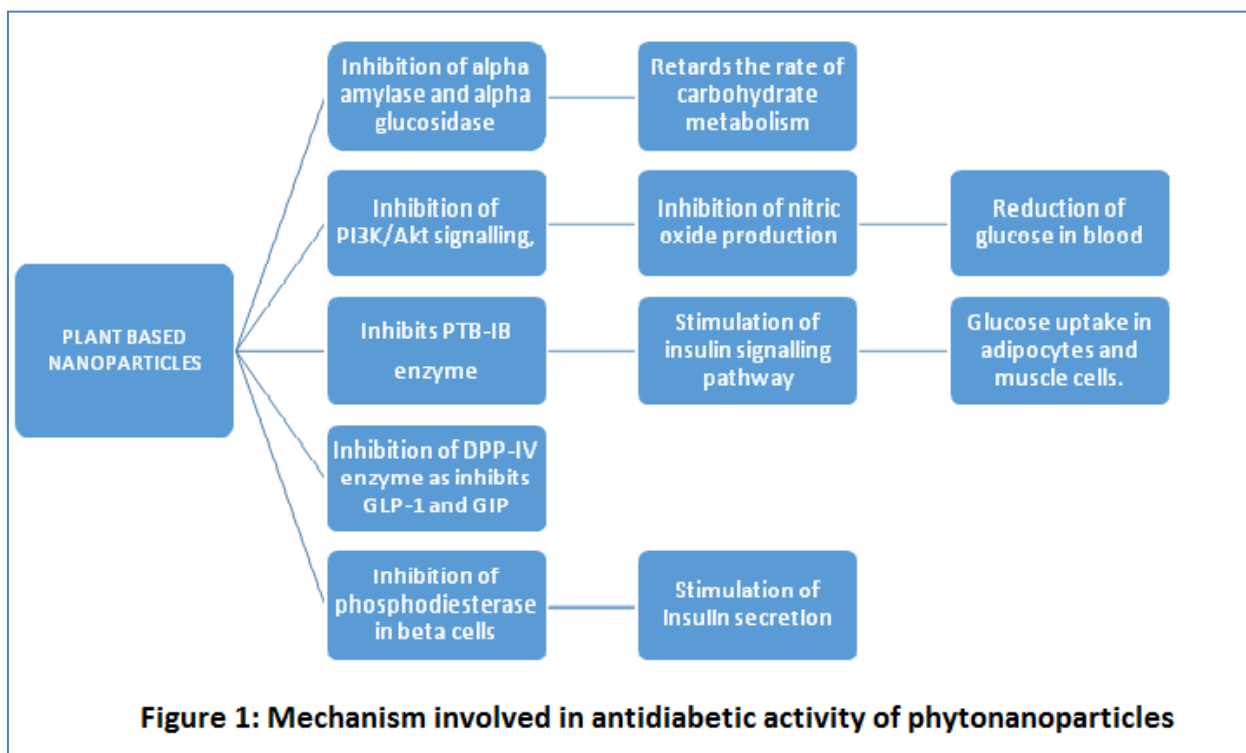 Inhibition of alpha
amylase and alpha
glucosidase
Retards the rate of
carbohydrate
metabolism
Inhibition of
PI3K/Akt signalling,
Inhibition of nitric
oxide production
Reduction of
glucose in blood
PLANT BASED
NANOPARTICLES
Inhibits PTB-IB
enzyme
Stimulation of
insulin signalling
pathway
Glucose uptake in
adipocytes and
muscle cells.
Inhibition of DPP-IV
enzyme as inhibits
GLP-1 and GIP
Inhibition of
phosphodiesterase
in beta cells
Stimulation of
insulin secretion
Figure 1: Mechanism involved in antidiabetic activity of phytonanoparticles